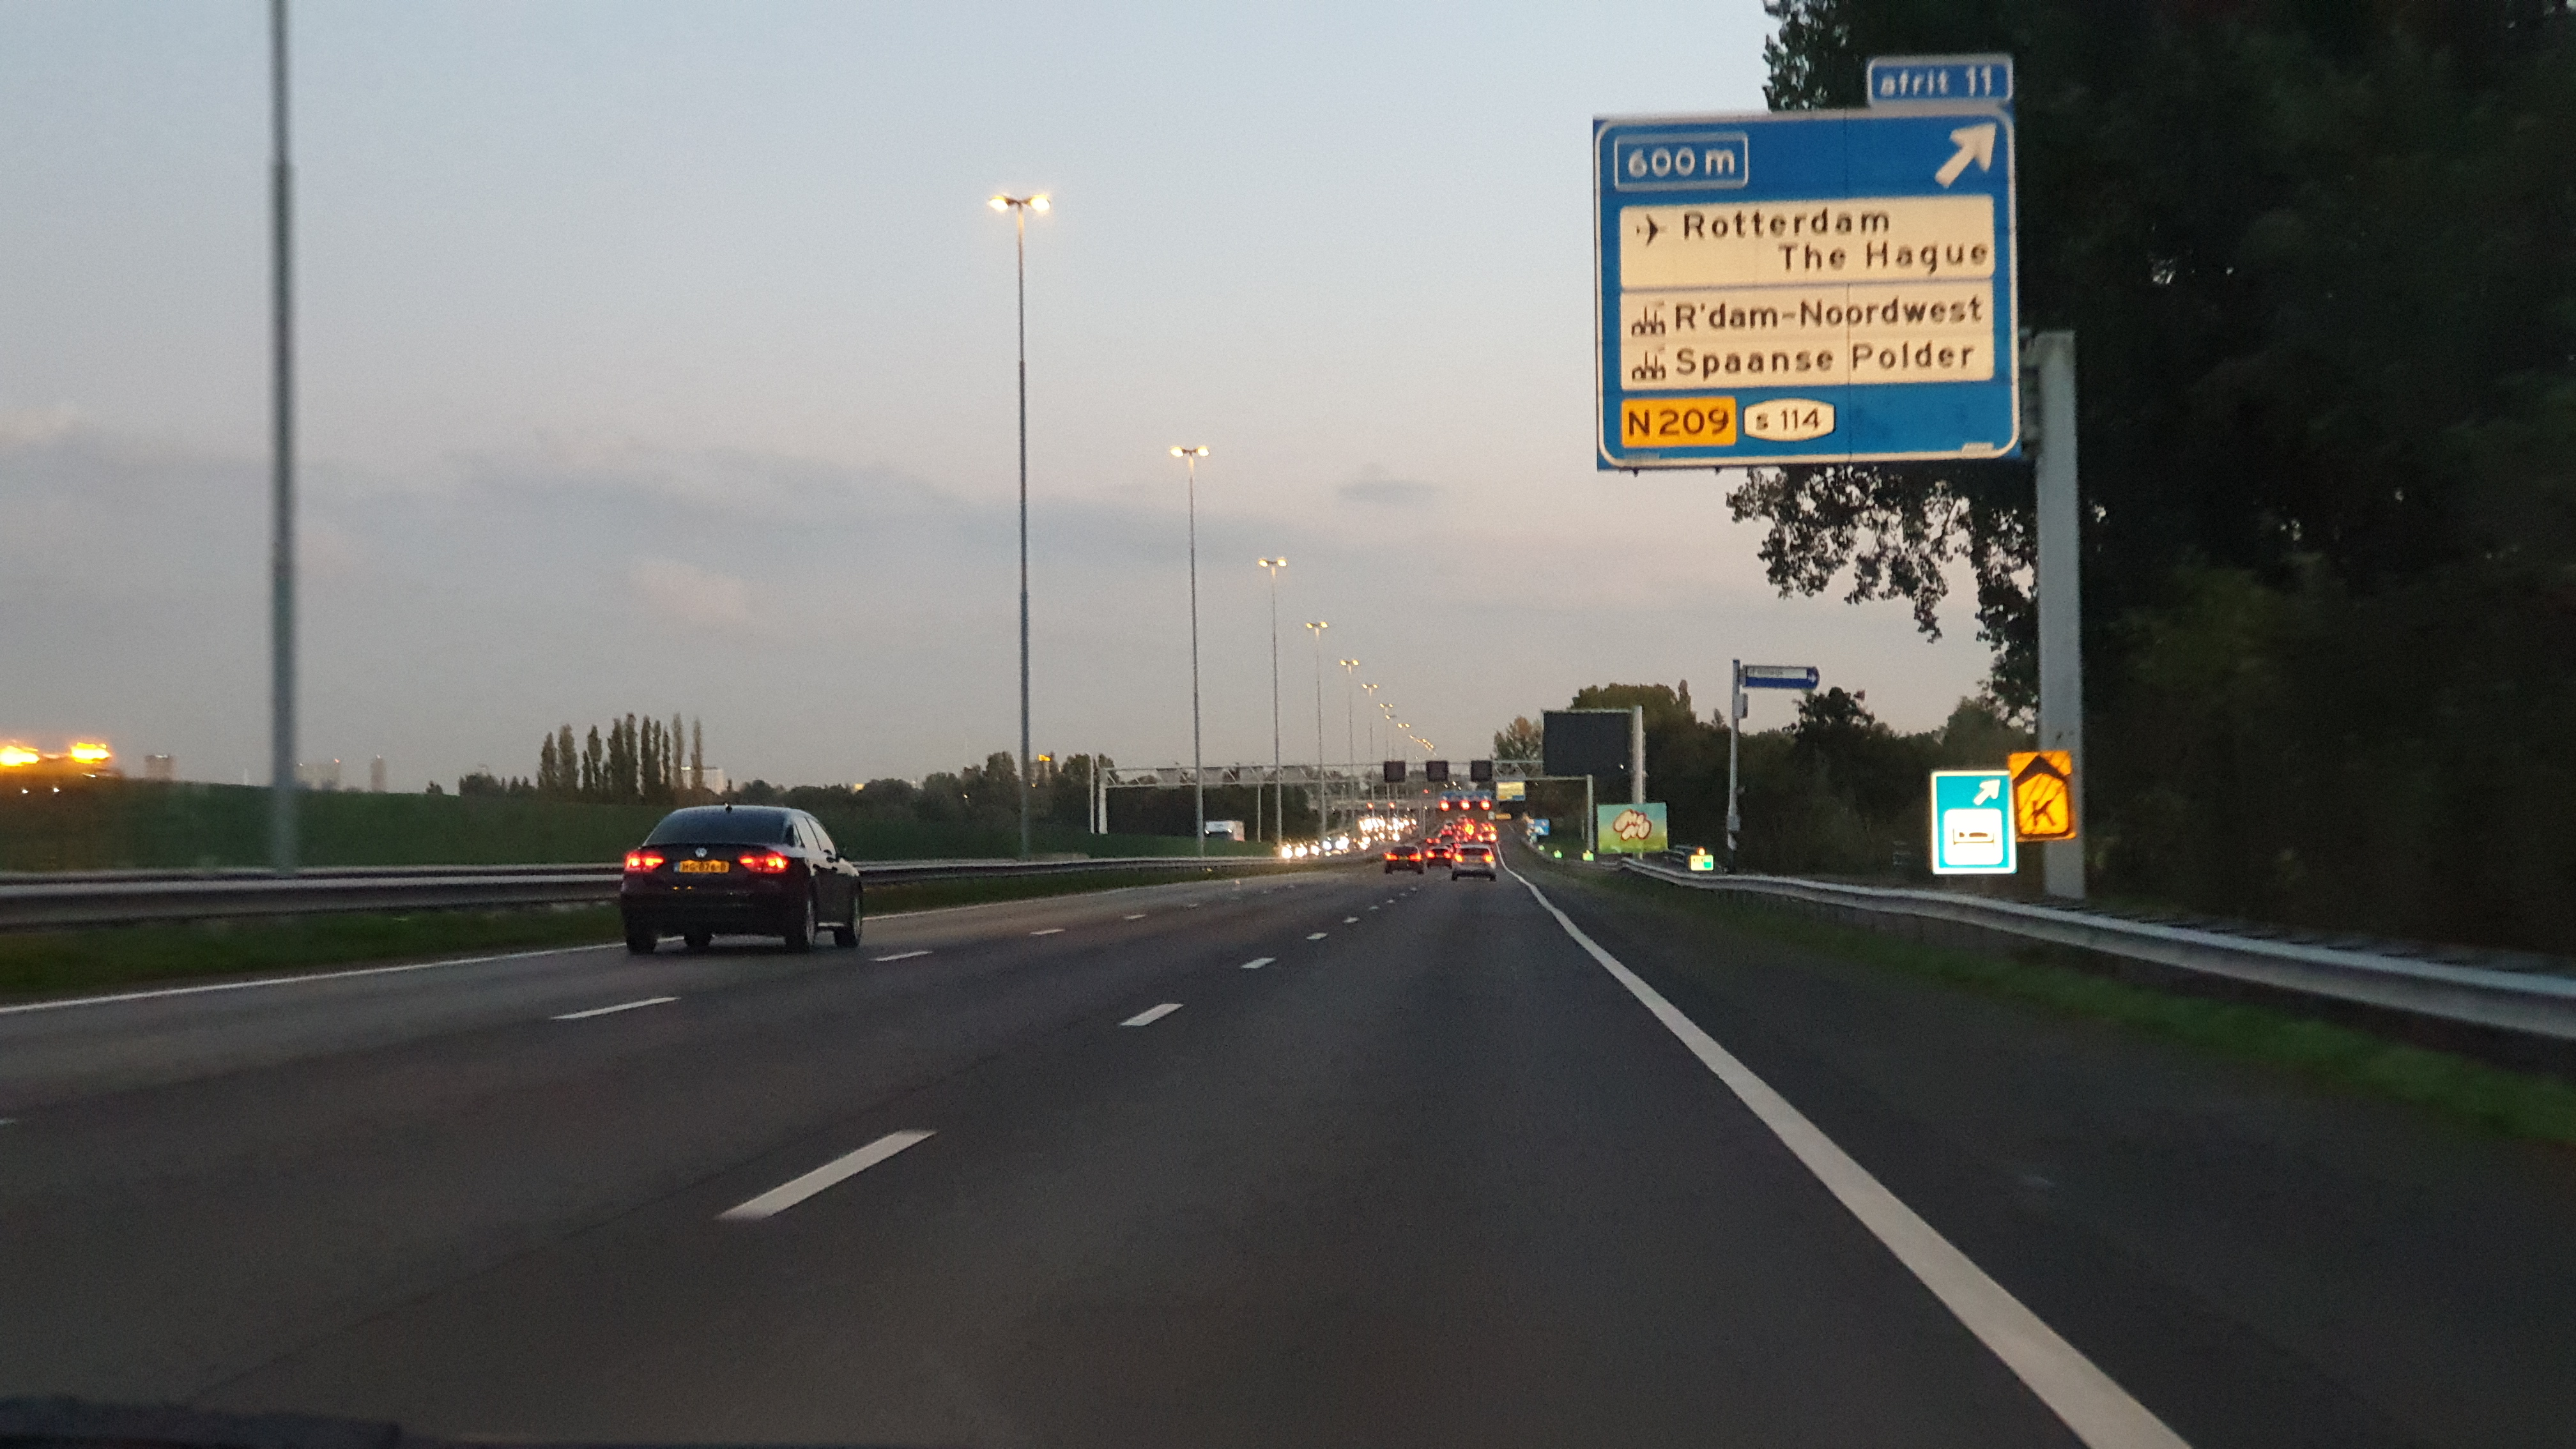 afrit 11
600 m
Rotterdam
The Hague
R'dam-Noordwest
Spaanse Polder
N209 s 114
K